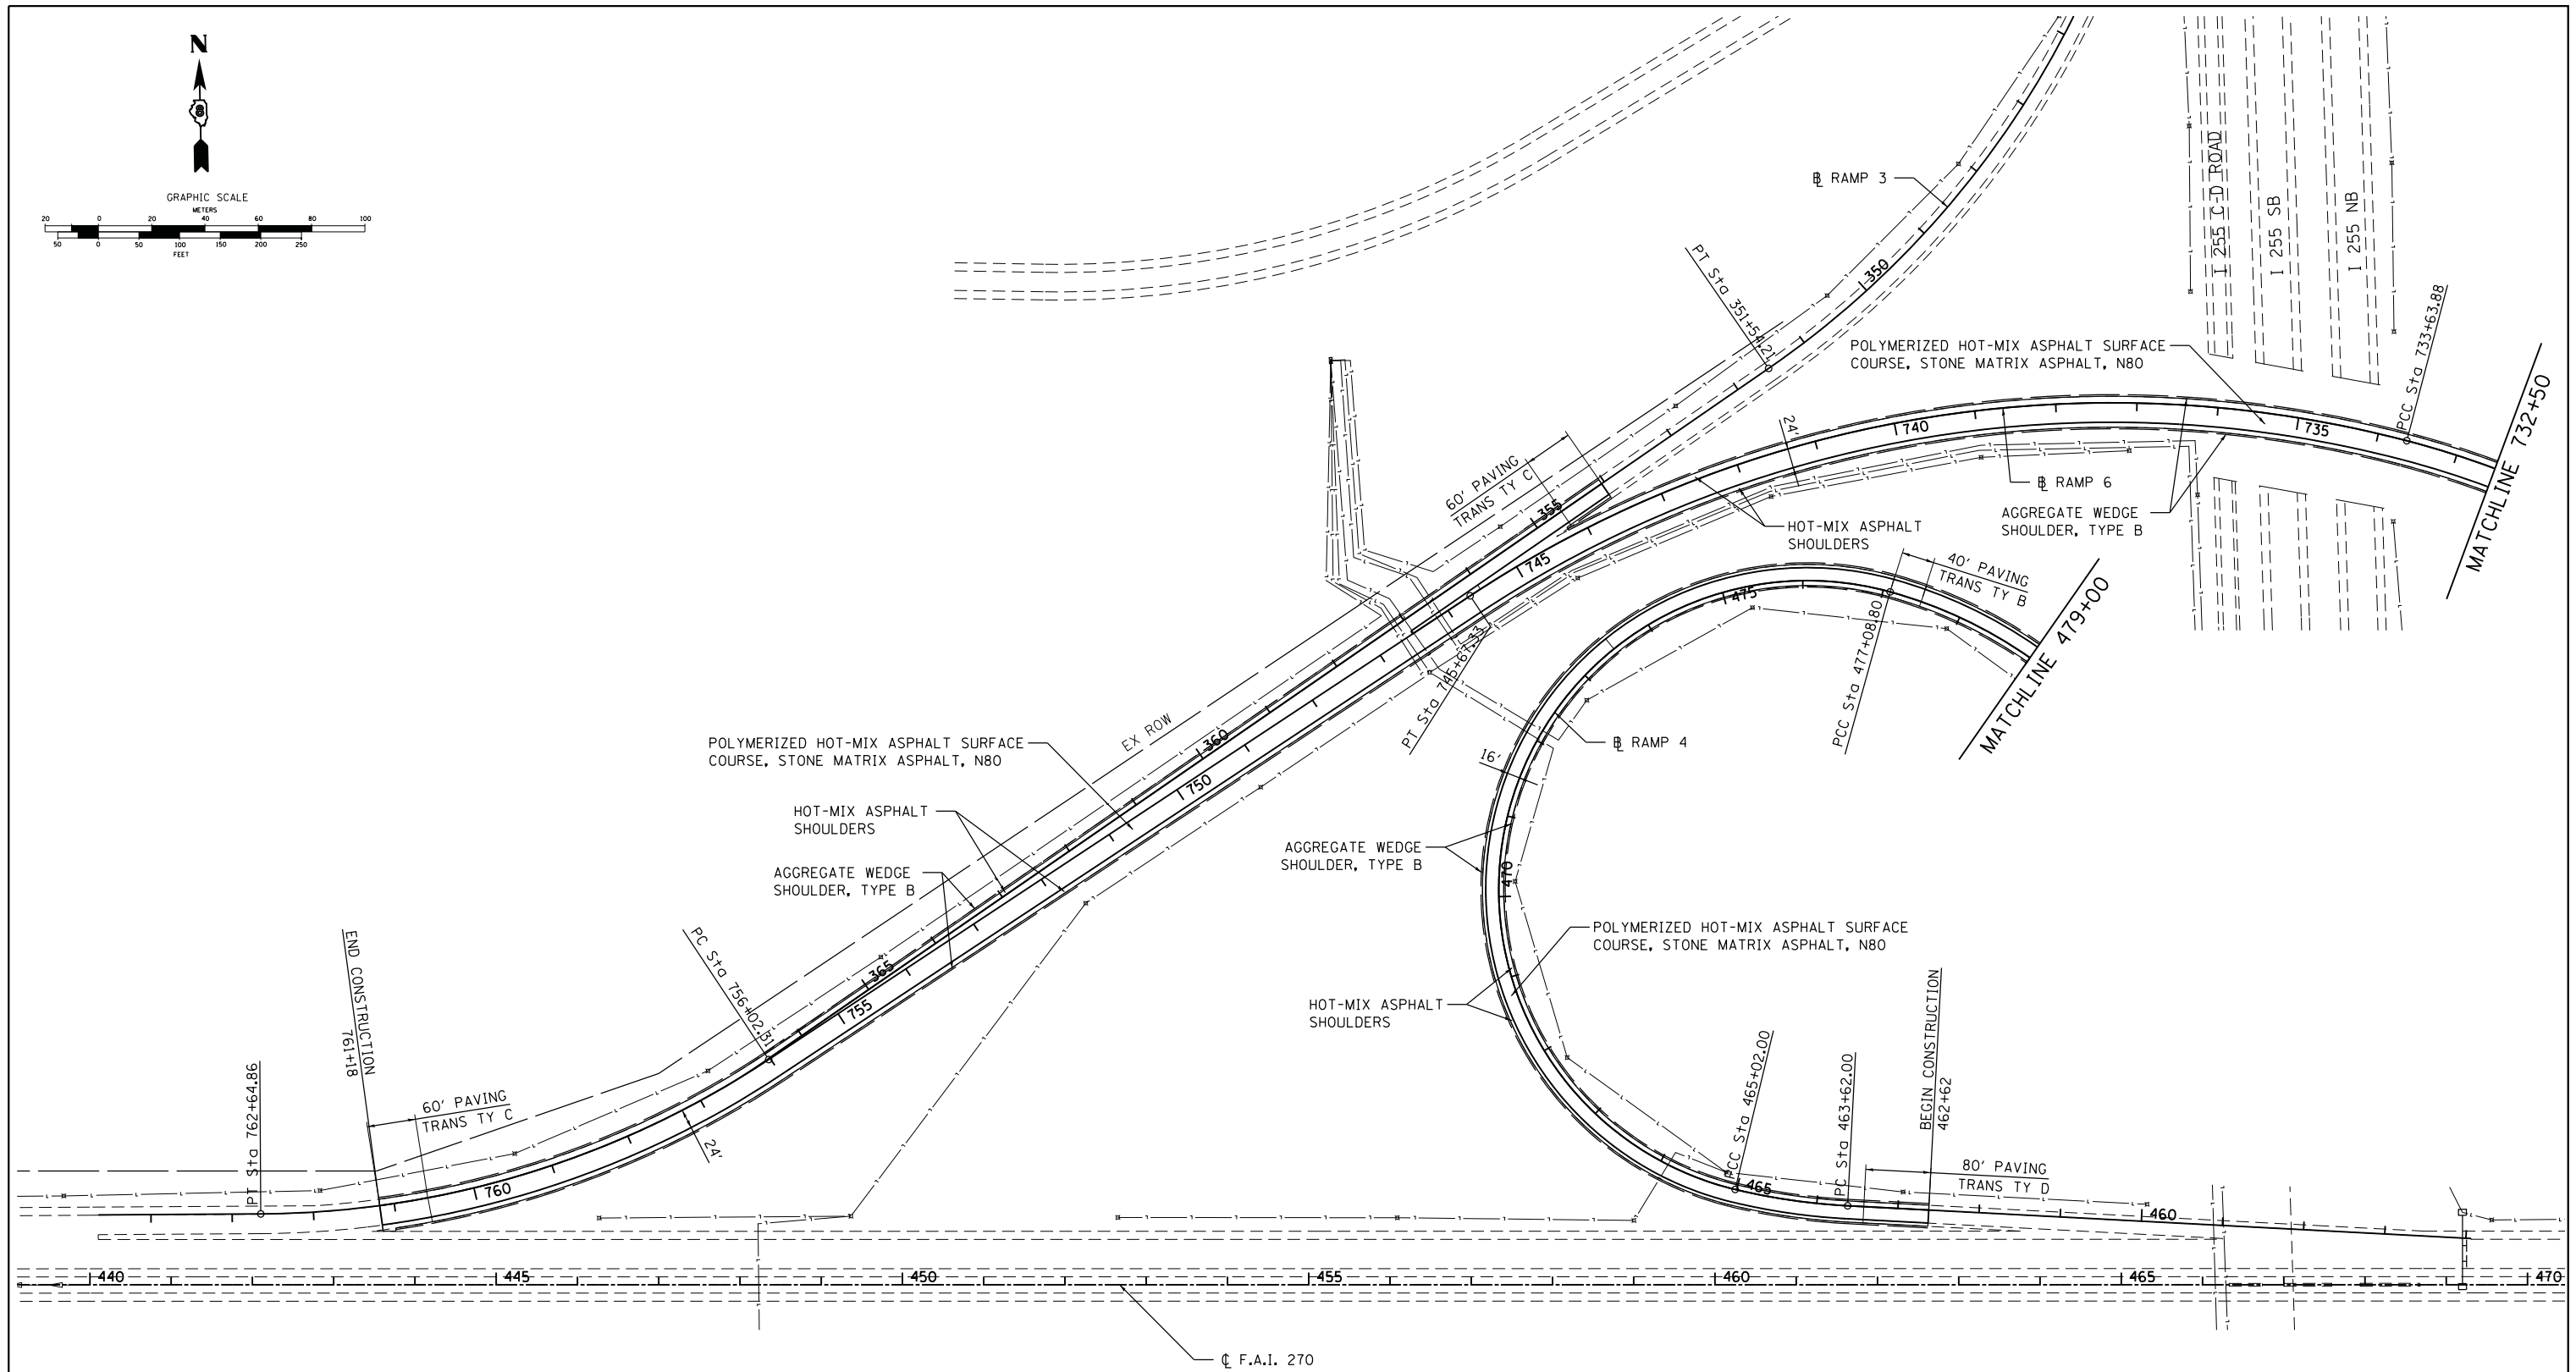 N
GRAPHIC SCALE
METERS
20 0 20 40 60 80 100
50 0 50 100 150 200 250
FEET
℄ RAMP 3
I 255 C-D ROAD
I 255 SB
I 255 NB
350
PT Sta 351+54.21
PCC Sta 733+63.88
POLYMERIZED HOT-MIX ASPHALT SURFACE
COURSE, STONE MATRIX ASPHALT, N80
MATCHLINE 732+50
24'
740
735
60' PAVING
TRANS TY C
355
745
℄ RAMP 6
HOT-MIX ASPHALT
SHOULDERS
AGGREGATE WEDGE
SHOULDER, TYPE B
40' PAVING
TRANS TY B
475
MATCHLINE 479+00
PCC Sta 477+08.80
PT Sta 745+67.33
EX ROW
360
750
POLYMERIZED HOT-MIX ASPHALT SURFACE
COURSE, STONE MATRIX ASPHALT, N80
℄ RAMP 4
16'
HOT-MIX ASPHALT
SHOULDERS
AGGREGATE WEDGE
SHOULDER, TYPE B
AGGREGATE WEDGE
SHOULDER, TYPE B
470
POLYMERIZED HOT-MIX ASPHALT SURFACE
COURSE, STONE MATRIX ASPHALT, N80
HOT-MIX ASPHALT
SHOULDERS
PC Sta 756+02.31
365
755
END CONSTRUCTION
761+18
PT Sta 762+64.86
60' PAVING
TRANS TY C
24'
760
PCC Sta 465+02.00
PC Sta 463+62.00
BEGIN CONSTRUCTION
462+62
465
80' PAVING
TRANS TY D
460
440 445 450 455 460 465 470
℄ F.A.I. 270